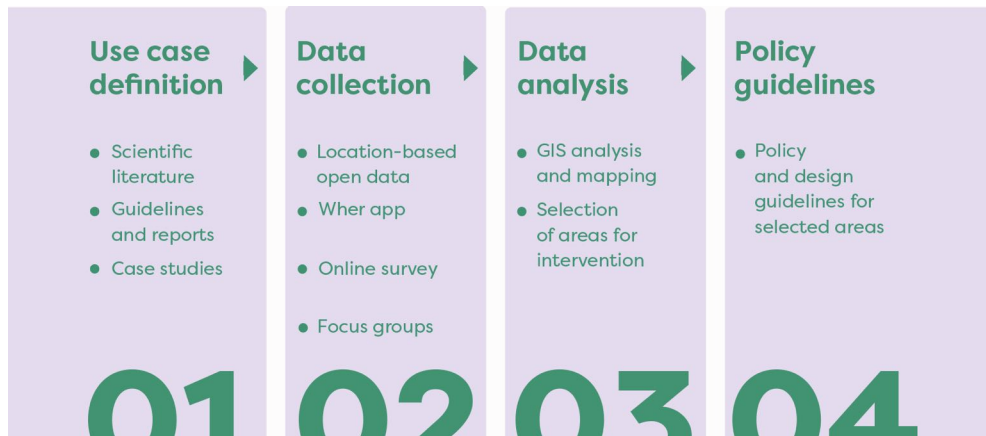 Use case
definition
Scientific
literature
Guidelines
and reports
Case studies
01
Data
collection
Location-based
open data
Wher app
Online survey
Focus groups
02
Data
analysis
GIS analysis
and mapping
Selection
of areas for
intervention
03
Policy
guidelines
Policy
and design
guidelines for
selected areas
04